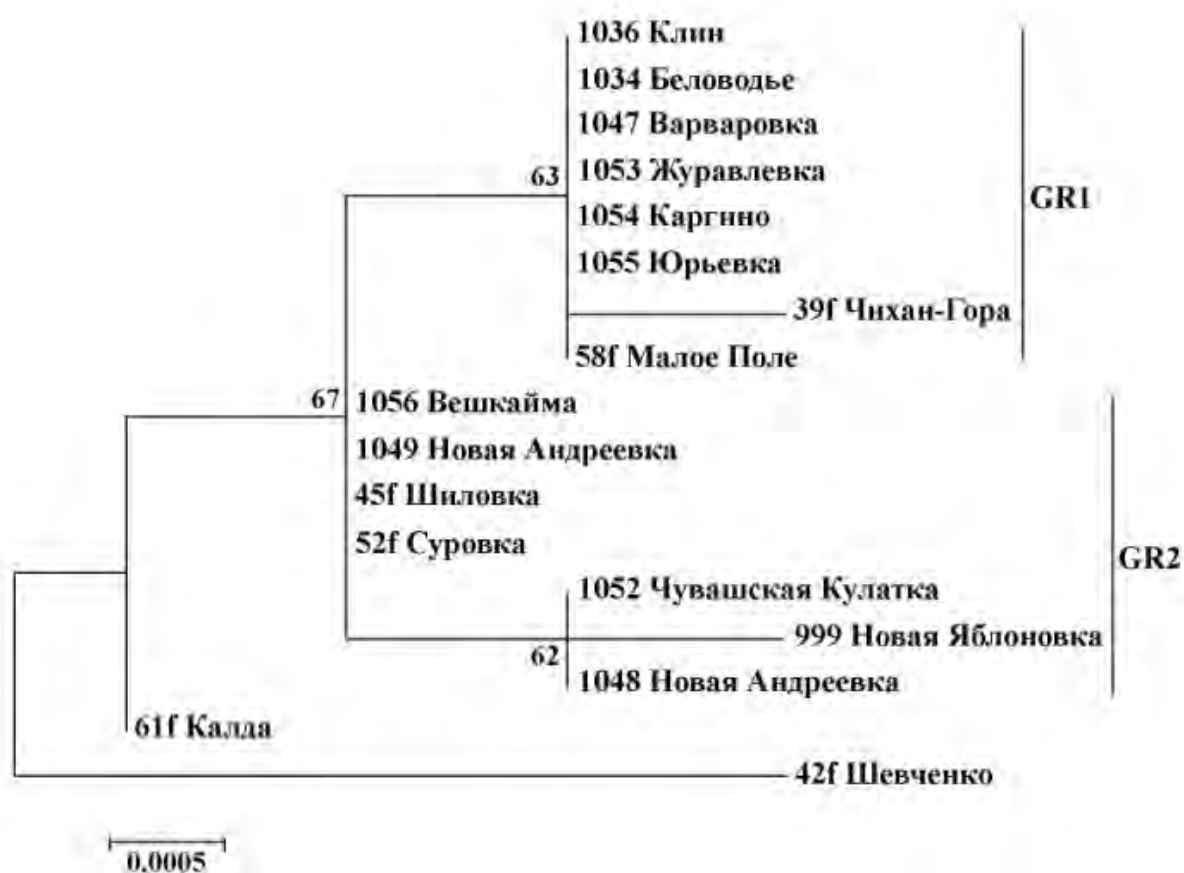 1036 Клин
1034 Беловодье
1047 Варваровка
63
1053 Журавлевка
1054 Каргино
GR1
1055 Юрьевка
39f Чихан-Гора
58f Малое Поле
67
1056 Вешкайма
1049 Новая Андреевка
45f Шиловка
52f Суровка
GR2
1052 Чувашская Кулатка
999 Новая Яблоновка
62
1048 Новая Андреевка
61f Калда
42f Шевченко
0.0005